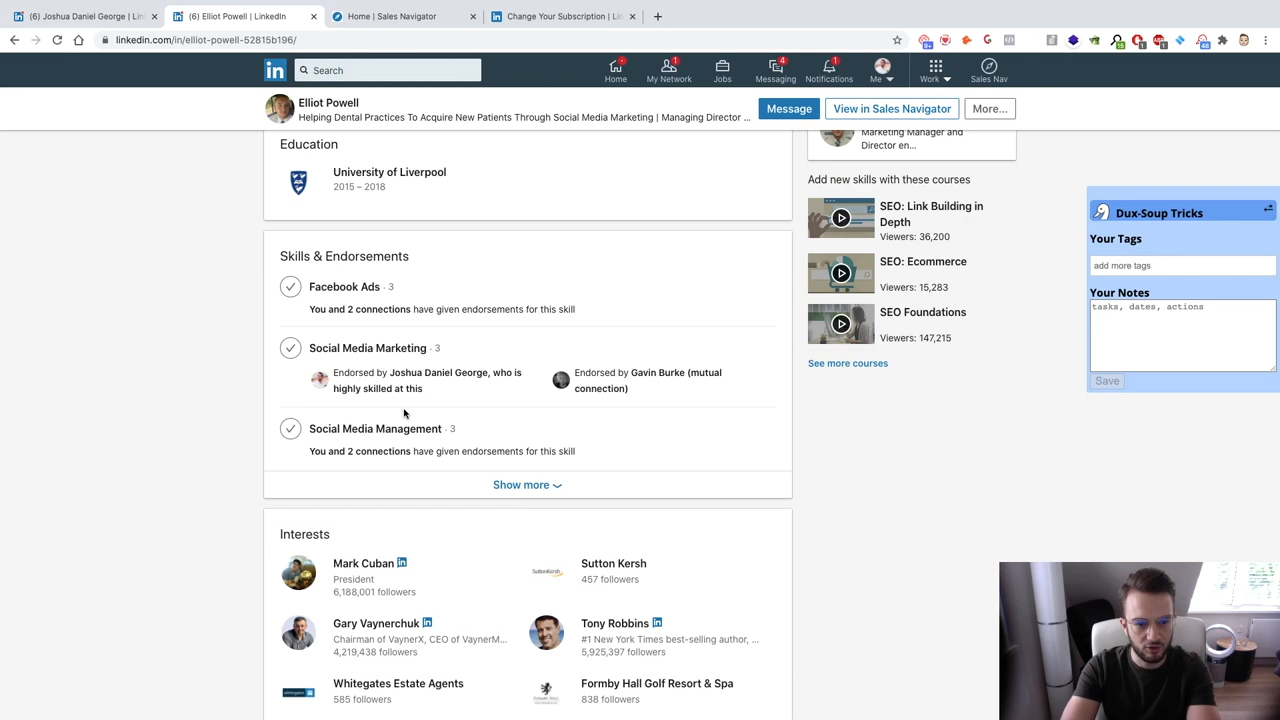 (6) Joshua Daniel George | Lin
(6) Elliot Powell | LinkedIn
Home | Sales Navigator
Change Your Subscription | Lin
linkedin.com/in/elliot-powell-52815b196/
Search
Home
My Network
Jobs
Messaging
Notifications
Me
Work
Sales Nav
Elliot Powell
Helping Dental Practices To Acquire New Patients Through Social Media Marketing | Managing Director ...
Message
View in Sales Navigator
More...
Education
University of Liverpool
2015 – 2018
Marketing Manager and
Director en...
Add new skills with these courses
SEO: Link Building in
Depth
Viewers: 36,200
SEO: Ecommerce
Viewers: 15,283
SEO Foundations
Viewers: 147,215
See more courses
Dux-Soup Tricks
Your Tags
add more tags
Your Notes
tasks, dates, actions
Save
Skills & Endorsements
Facebook Ads · 3
You and 2 connections have given endorsements for this skill
Social Media Marketing · 3
Endorsed by Joshua Daniel George, who is
highly skilled at this
Endorsed by Gavin Burke (mutual
connection)
Social Media Management · 3
You and 2 connections have given endorsements for this skill
Show more
Interests
Mark Cuban
President
6,188,001 followers
Sutton Kersh
457 followers
Gary Vaynerchuk
Chairman of VaynerX, CEO of VaynerM...
4,219,438 followers
Tony Robbins
#1 New York Times best-selling author, ...
5,925,397 followers
Whitegates Estate Agents
585 followers
Formby Hall Golf Resort & Spa
838 followers